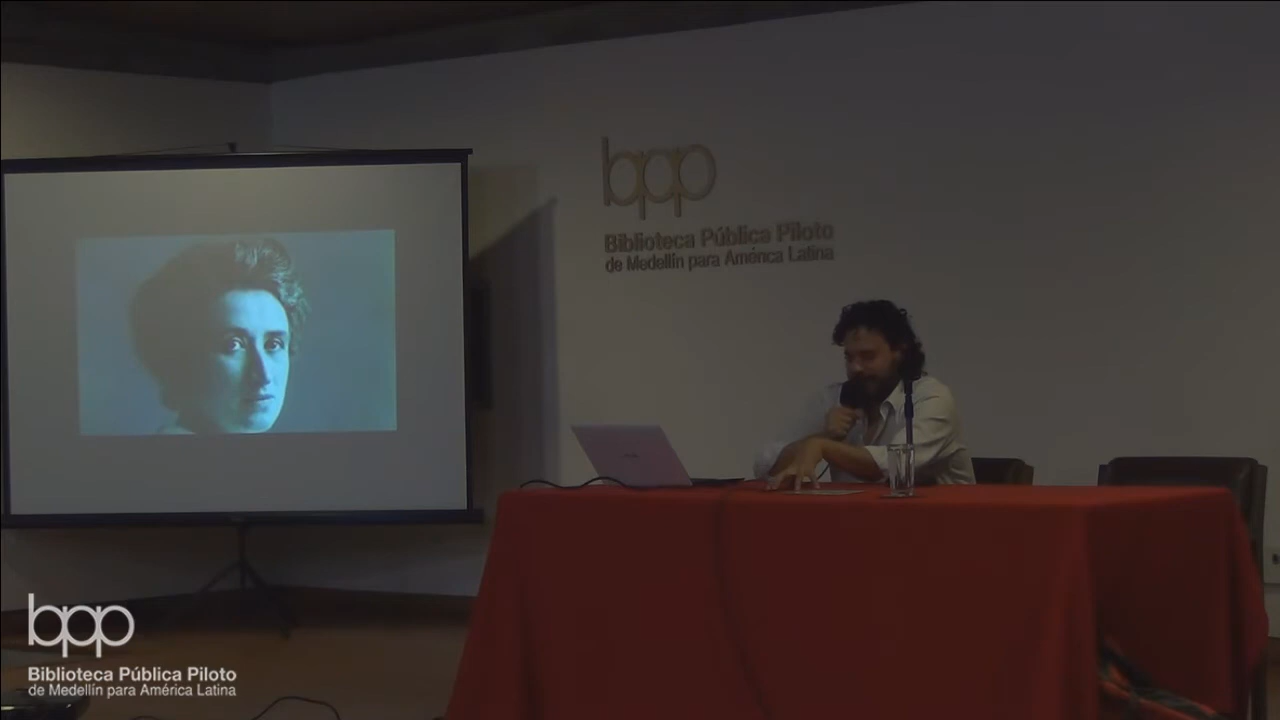 bpp
Biblioteca Pública Piloto
de Medellín para América Latina
bpp
Biblioteca Pública Piloto
de Medellín para América Latina